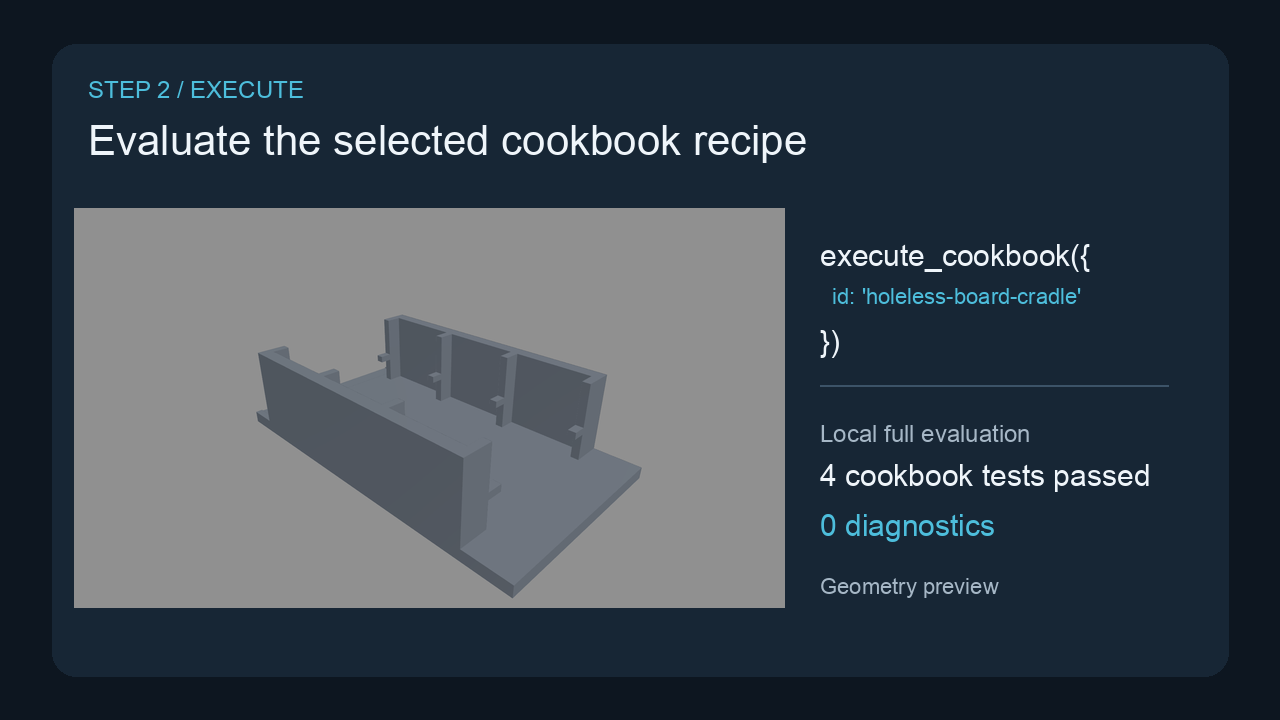 STEP 2 / EXECUTE
Evaluate the selected cookbook recipe
execute_cookbook({
id: 'holeless-board-cradle'
})
Local full evaluation
4 cookbook tests passed
0 diagnostics
Geometry preview